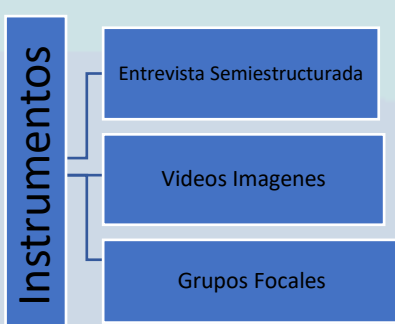 Instrumentos
Entrevista Semiestructurada
Videos Imagenes
Grupos Focales